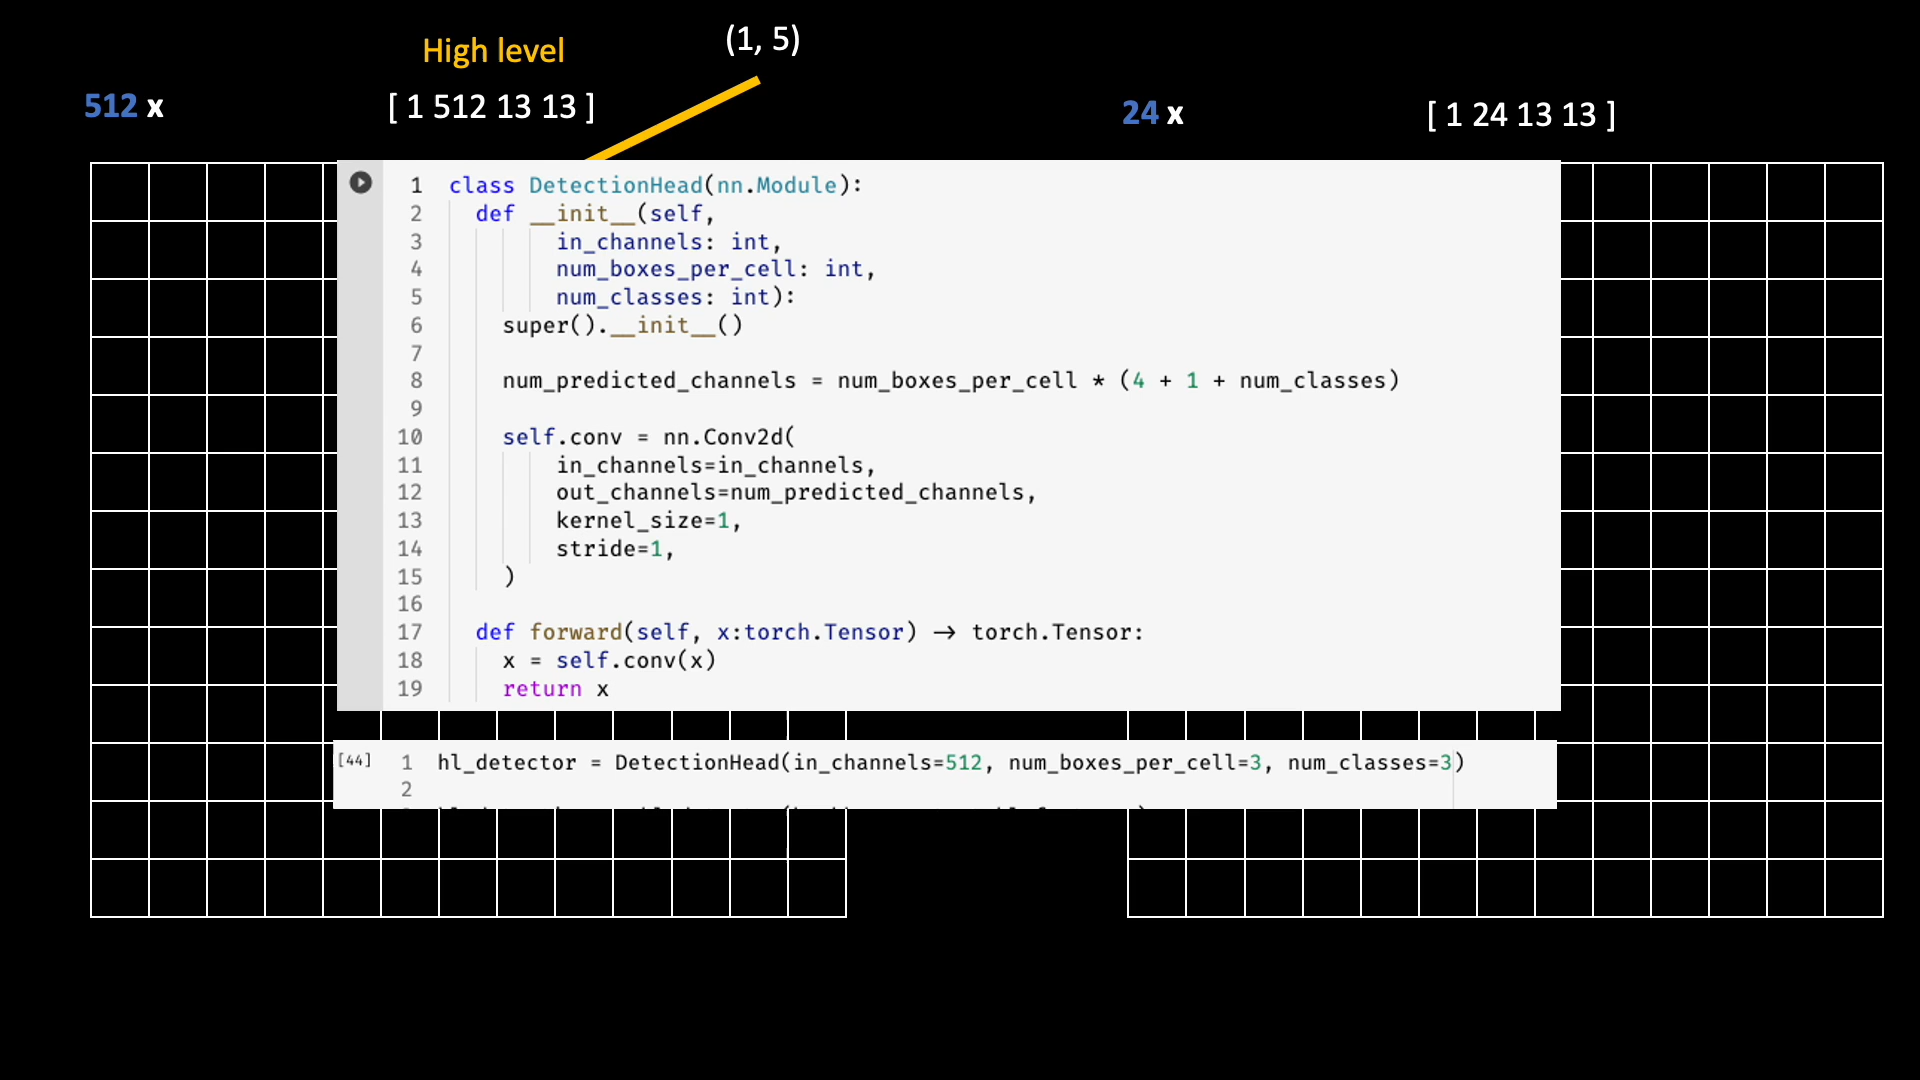 High level
(1, 5)
512 x
[ 1 512 13 13 ]
24 x
[ 1 24 13 13 ]
1 class DetectionHead(nn.Module):
2 def __init__(self,
3 in_channels: int,
4 num_boxes_per_cell: int,
5 num_classes: int):
6 super().__init__()
7
8 num_predicted_channels = num_boxes_per_cell * (4 + 1 + num_classes)
9
10 self.conv = nn.Conv2d(
11 in_channels=in_channels,
12 out_channels=num_predicted_channels,
13 kernel_size=1,
14 stride=1,
15 )
16
17 def forward(self, x:torch.Tensor) → torch.Tensor:
18 x = self.conv(x)
19 return x
[44] 1 hl_detector = DetectionHead(in_channels=512, num_boxes_per_cell=3, num_classes=3)
2